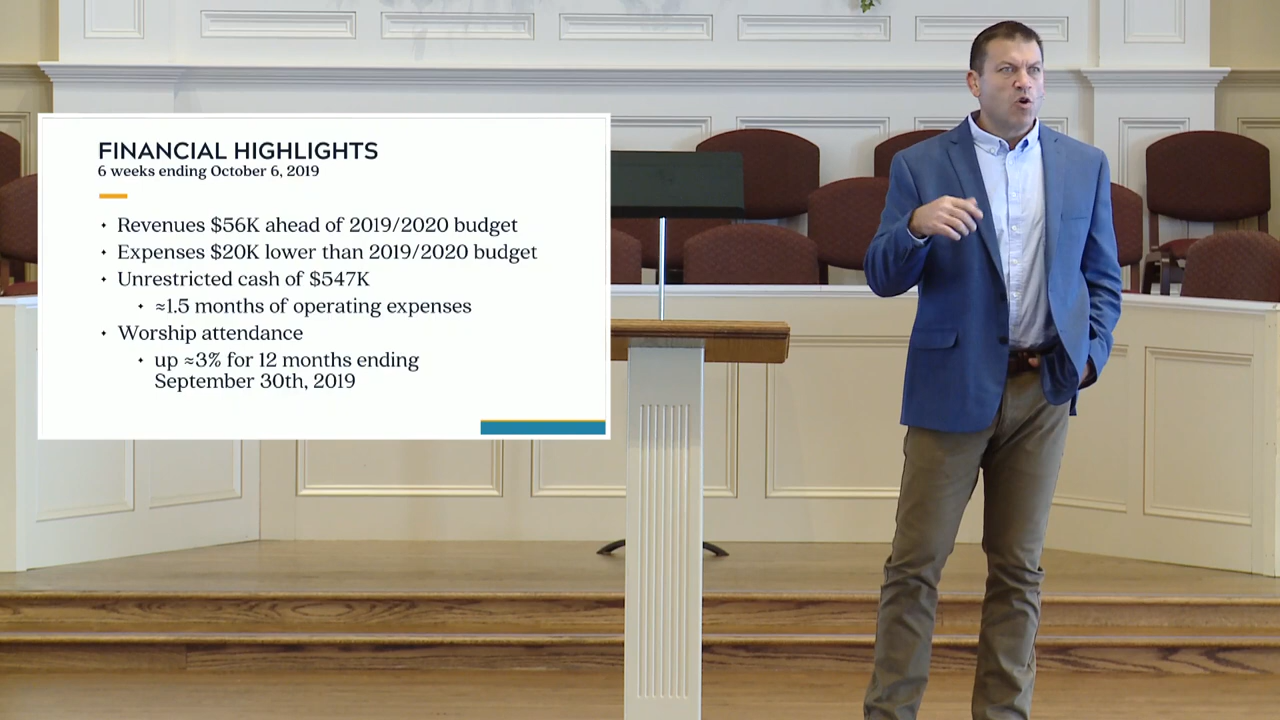 FINANCIAL HIGHLIGHTS
6 weeks ending October 6, 2019
• Revenues $56K ahead of 2019/2020 budget
• Expenses $20K lower than 2019/2020 budget
• Unrestricted cash of $547K
• ≈1.5 months of operating expenses
• Worship attendance
• up ≈3% for 12 months ending
September 30th, 2019